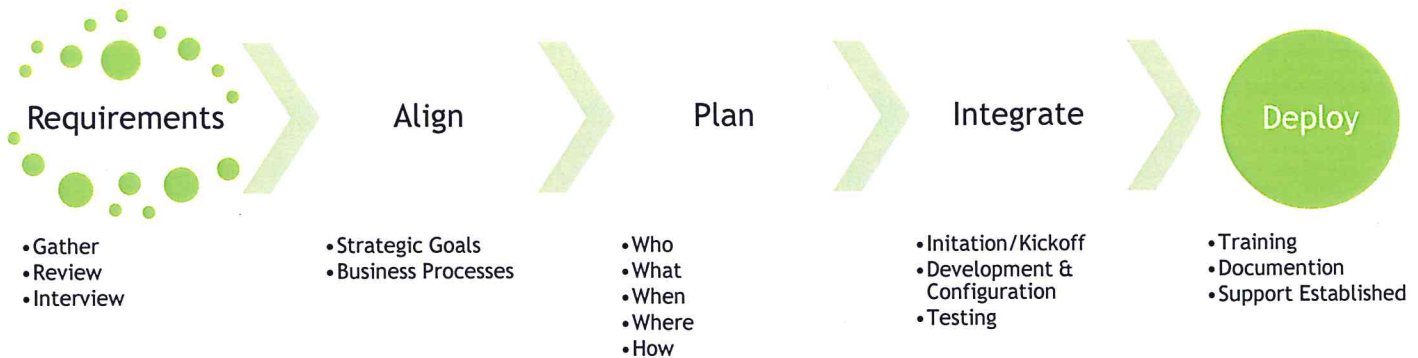 Requirements
• Gather
• Review
• Interview
Align
• Strategic Goals
• Business Processes
Plan
• Who
• What
• When
• Where
• How
Integrate
• Initation/Kickoff
• Development &
Configuration
• Testing
Deploy
• Training
• Documention
• Support Established